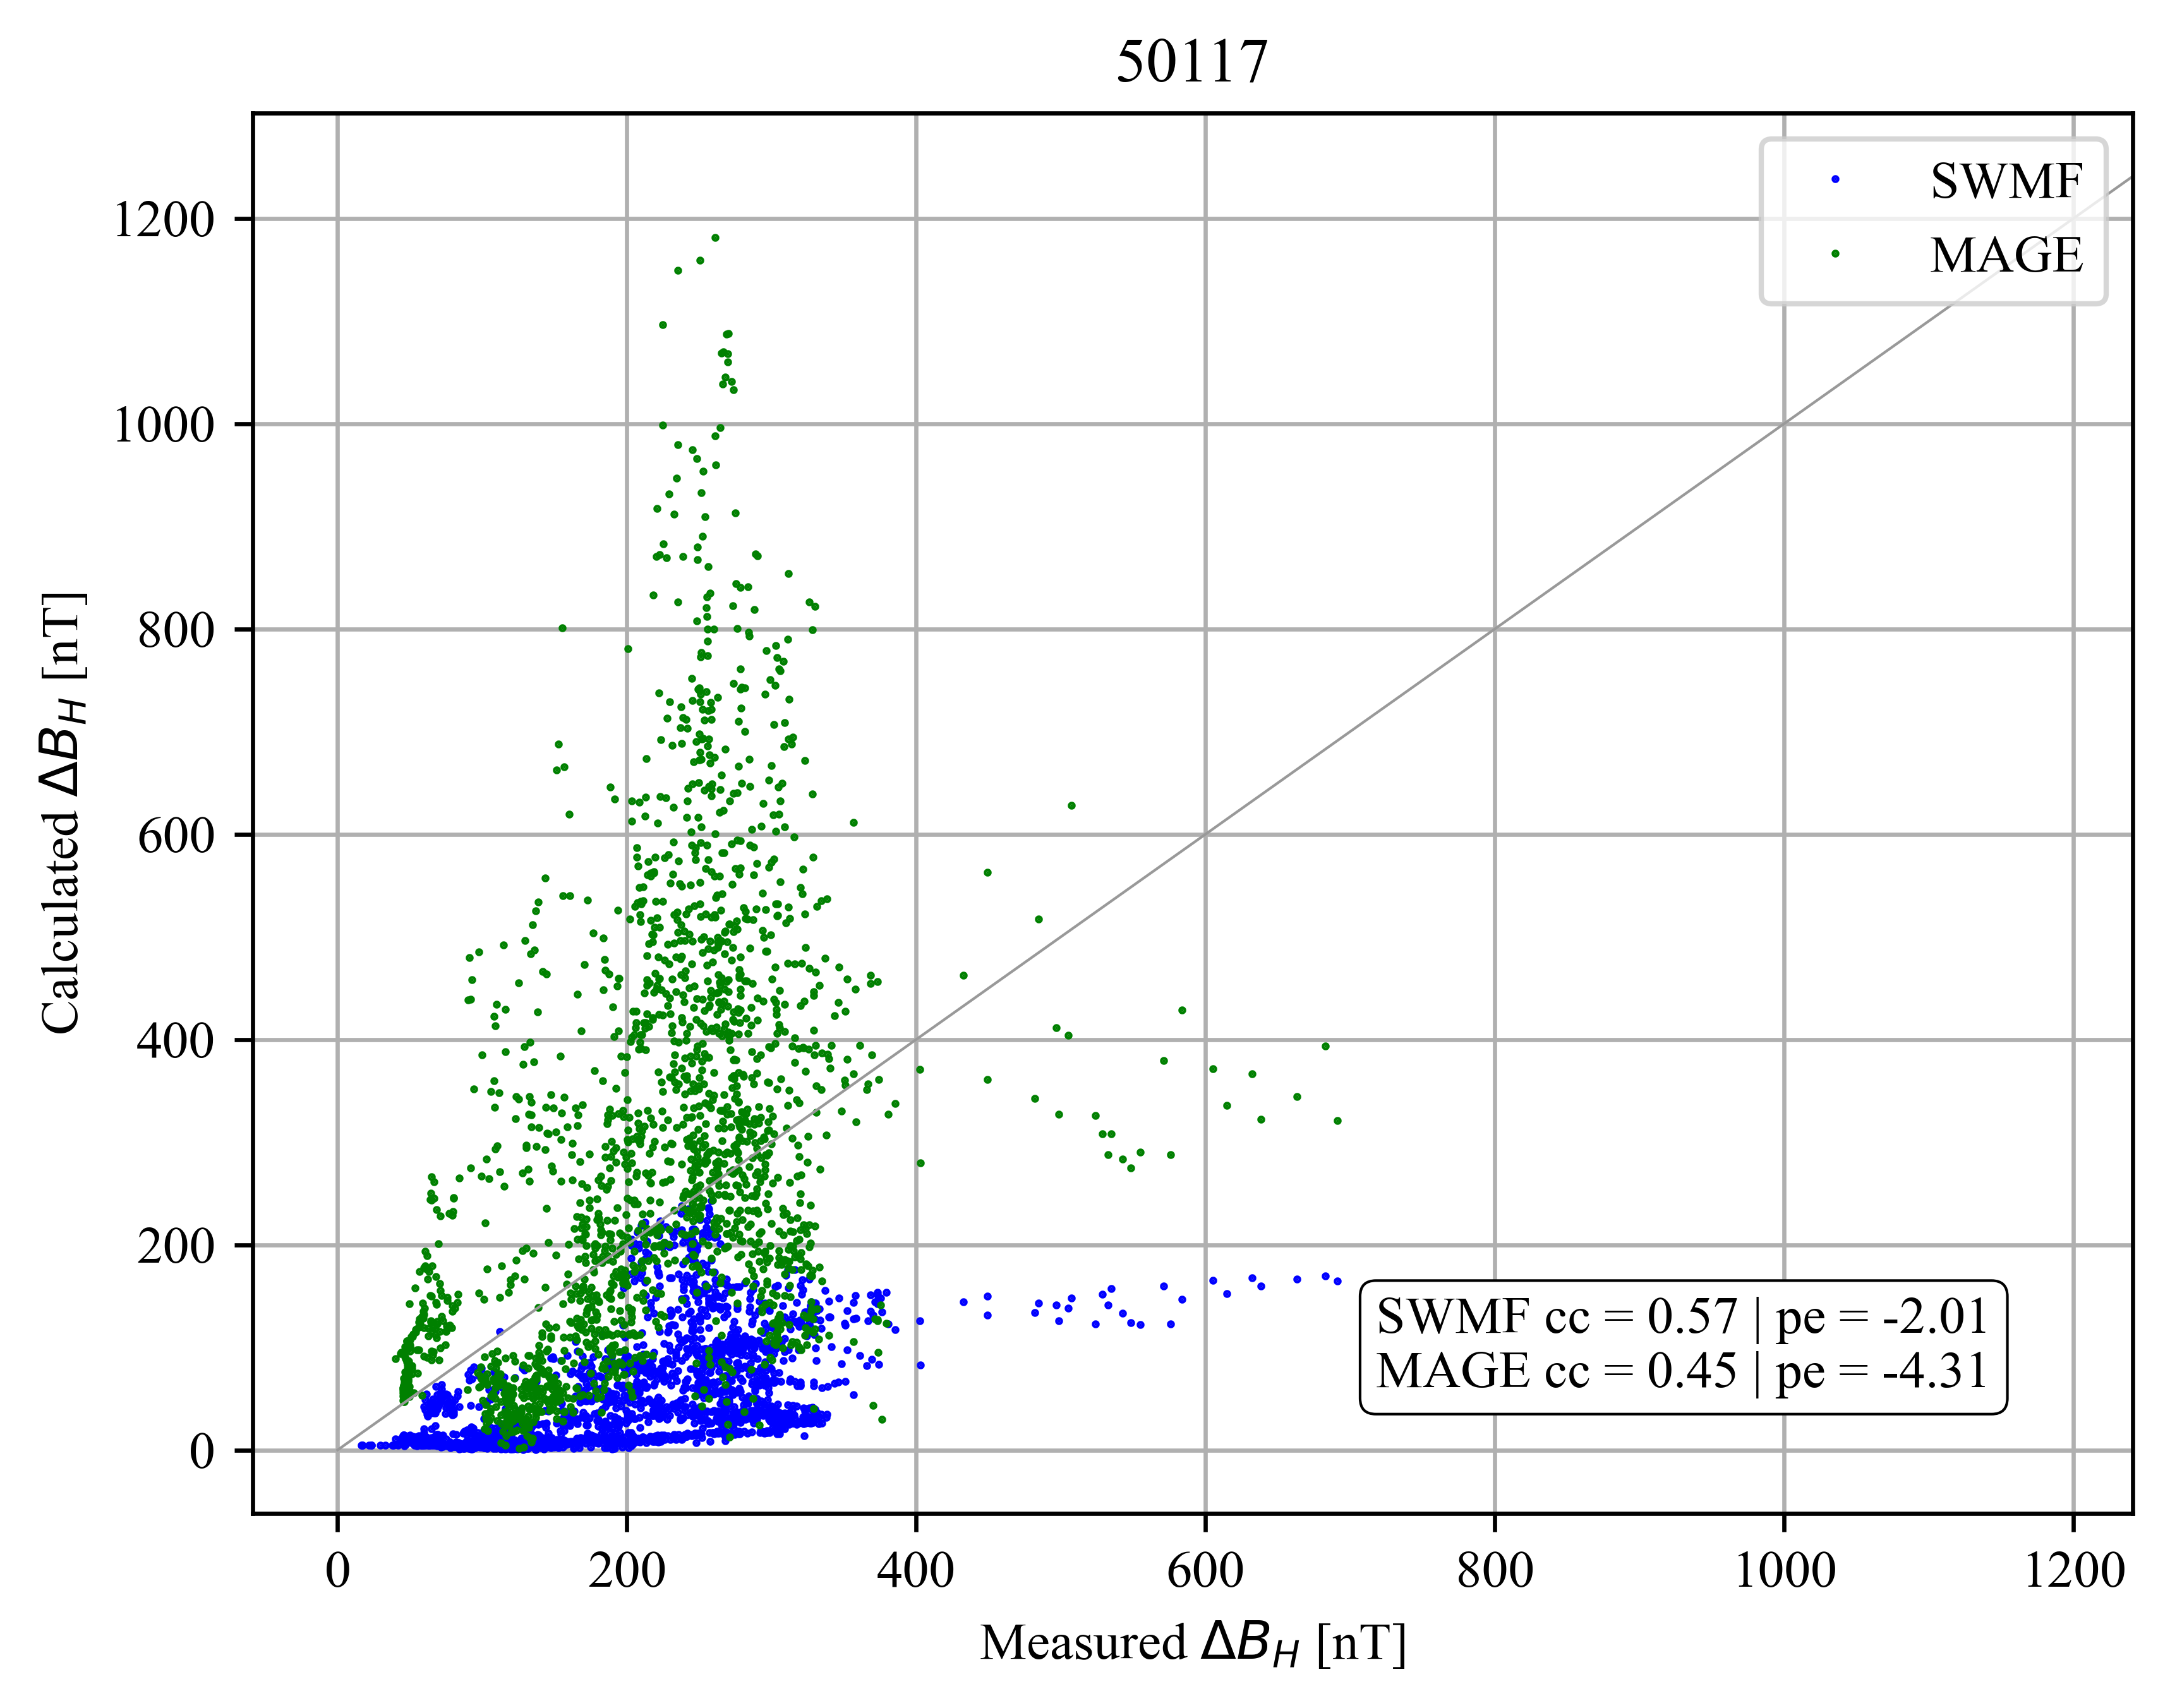 50117
1200
1000
800
600
400
200
0
Calculated ΔB_H [nT]
SWMF
MAGE
SWMF cc = 0.57 | pe = -2.01
MAGE cc = 0.45 | pe = -4.31
0 200 400 600 800 1000 1200
Measured ΔB_H [nT]